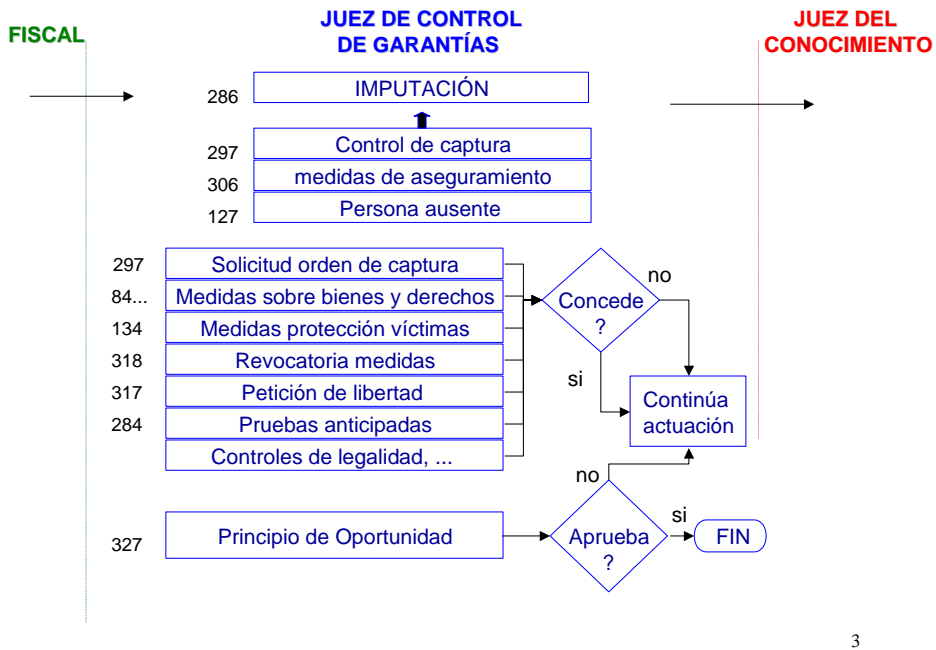 FISCAL
JUEZ DE CONTROL
DE GARANTÍAS
JUEZ DEL
CONOCIMIENTO
286 IMPUTACIÓN
297 Control de captura
306 medidas de aseguramiento
127 Persona ausente
297 Solicitud orden de captura
84... Medidas sobre bienes y derechos
134 Medidas protección víctimas
318 Revocatoria medidas
317 Petición de libertad
284 Pruebas anticipadas
Controles de legalidad, ...
Concede
?
no
si
Continúa
actuación
327 Principio de Oportunidad
Aprueba
?
no
si
FIN
3